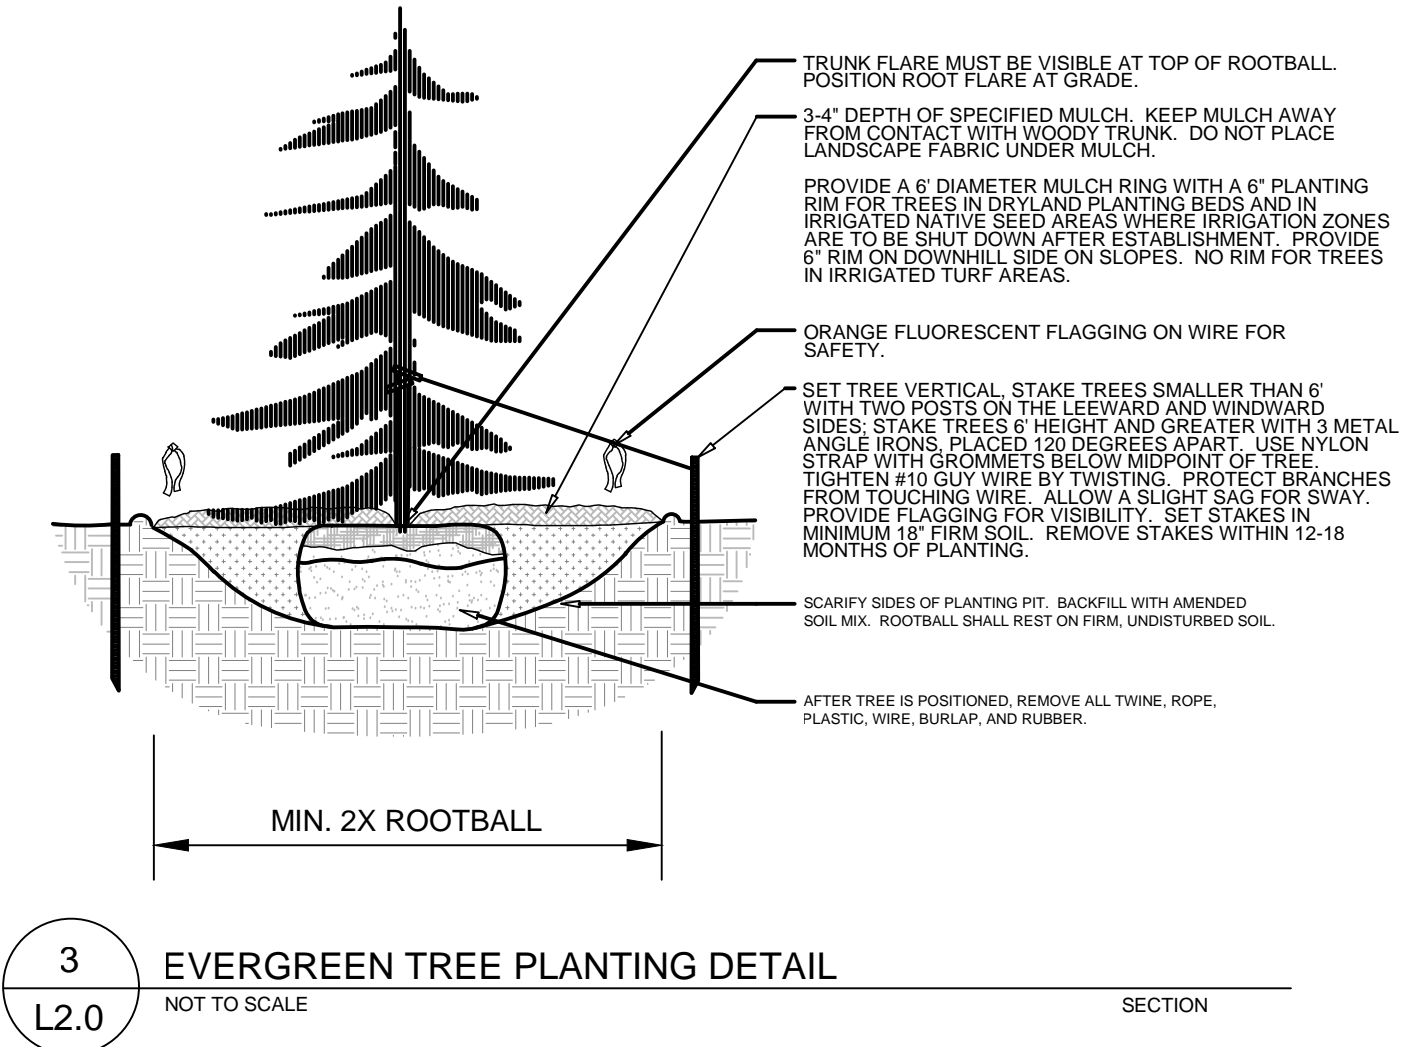 TRUNK FLARE MUST BE VISIBLE AT TOP OF ROOTBALL.
POSITION ROOT FLARE AT GRADE.
3-4" DEPTH OF SPECIFIED MULCH. KEEP MULCH AWAY
FROM CONTACT WITH WOODY TRUNK. DO NOT PLACE
LANDSCAPE FABRIC UNDER MULCH.
PROVIDE A 6' DIAMETER MULCH RING WITH A 6" PLANTING
RIM FOR TREES IN DRYLAND PLANTING BEDS AND IN
IRRIGATED NATIVE SEED AREAS WHERE IRRIGATION ZONES
ARE TO BE SHUT DOWN AFTER ESTABLISHMENT. PROVIDE
6" RIM ON DOWNHILL SIDE ON SLOPES. NO RIM FOR TREES
IN IRRIGATED TURF AREAS.
ORANGE FLUORESCENT FLAGGING ON WIRE FOR
SAFETY.
SET TREE VERTICAL, STAKE TREES SMALLER THAN 6'
WITH TWO POSTS ON THE LEEWARD AND WINDWARD
SIDES; STAKE TREES 6' HEIGHT AND GREATER WITH 3 METAL
ANGLE IRONS, PLACED 120 DEGREES APART. USE NYLON
STRAP WITH GROMMETS BELOW MIDPOINT OF TREE.
TIGHTEN #10 GUY WIRE BY TWISTING. PROTECT BRANCHES
FROM TOUCHING WIRE. ALLOW A SLIGHT SAG FOR SWAY.
PROVIDE FLAGGING FOR VISIBILITY. SET STAKES IN
MINIMUM 18" FIRM SOIL. REMOVE STAKES WITHIN 12-18
MONTHS OF PLANTING.
SCARIFY SIDES OF PLANTING PIT. BACKFILL WITH AMENDED
SOIL MIX. ROOTBALL SHALL REST ON FIRM, UNDISTURBED SOIL.
AFTER TREE IS POSITIONED, REMOVE ALL TWINE, ROPE,
PLASTIC, WIRE, BURLAP, AND RUBBER.
MIN. 2X ROOTBALL
3
L2.0
EVERGREEN TREE PLANTING DETAIL
NOT TO SCALE
SECTION